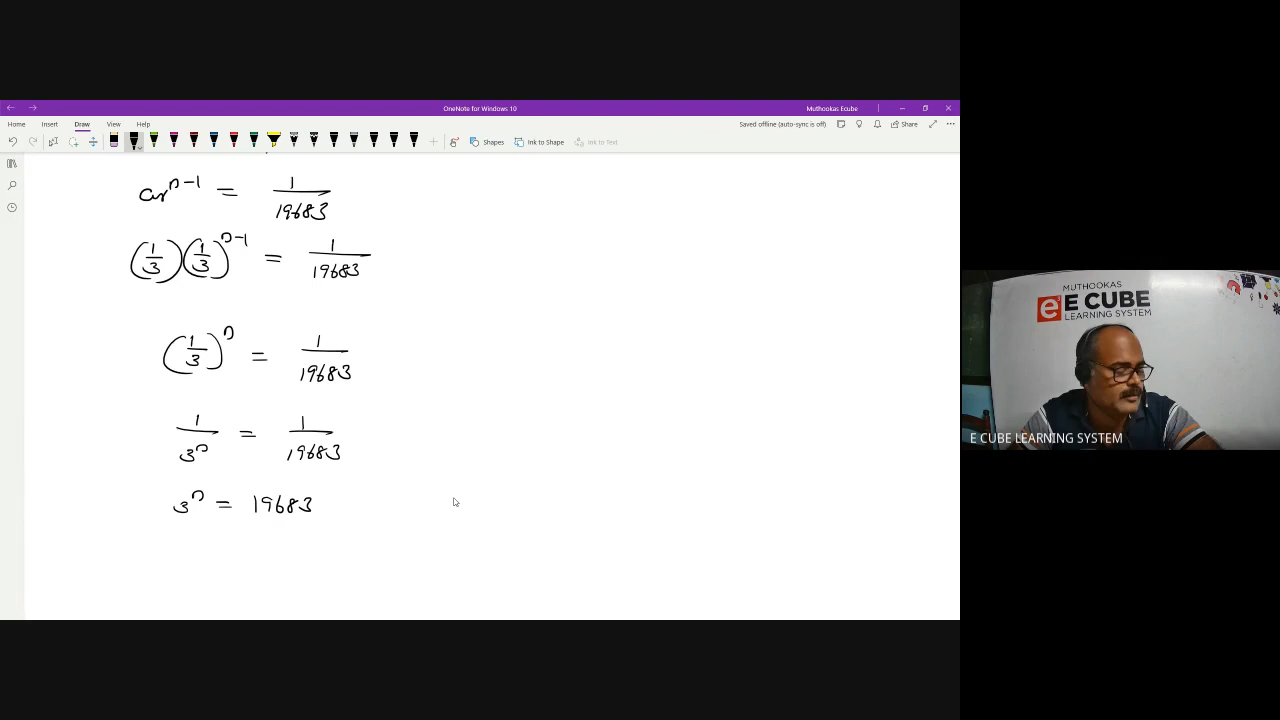 OneNote for Windows 10
Muthookas Ecube
Home Insert Draw View Help
Saved offline (auto-sync is off)
Share
Shapes
Ink to Shape
Ink to Text
ar^(n-1) = 1/19683
(1/3)(1/3)^(n-1) = 1/19683
(1/3)^n = 1/19683
1/3^n = 1/19683
3^n = 19683
MUTHOOKAS
E CUBE
LEARNING SYSTEM
E CUBE LEARNING SYSTEM